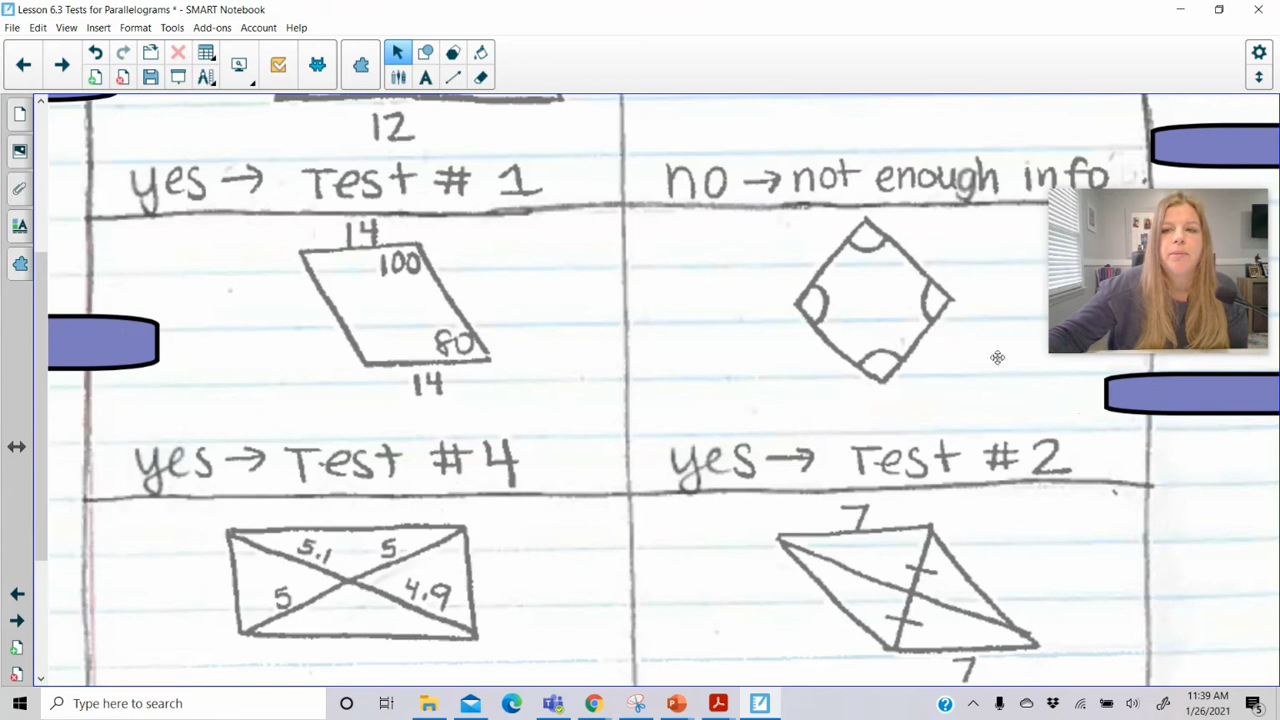 Lesson 6.3 Tests for Parallelograms * - SMART Notebook
File Edit View Insert Format Tools Add-ons Account Help
12
yes → Test # 1
no → not enough info
14
100
80
14
yes → Test #4
yes → Test #2
5.1 5
5 4.9
7
7
Type here to search
11:39 AM
1/26/2021
5